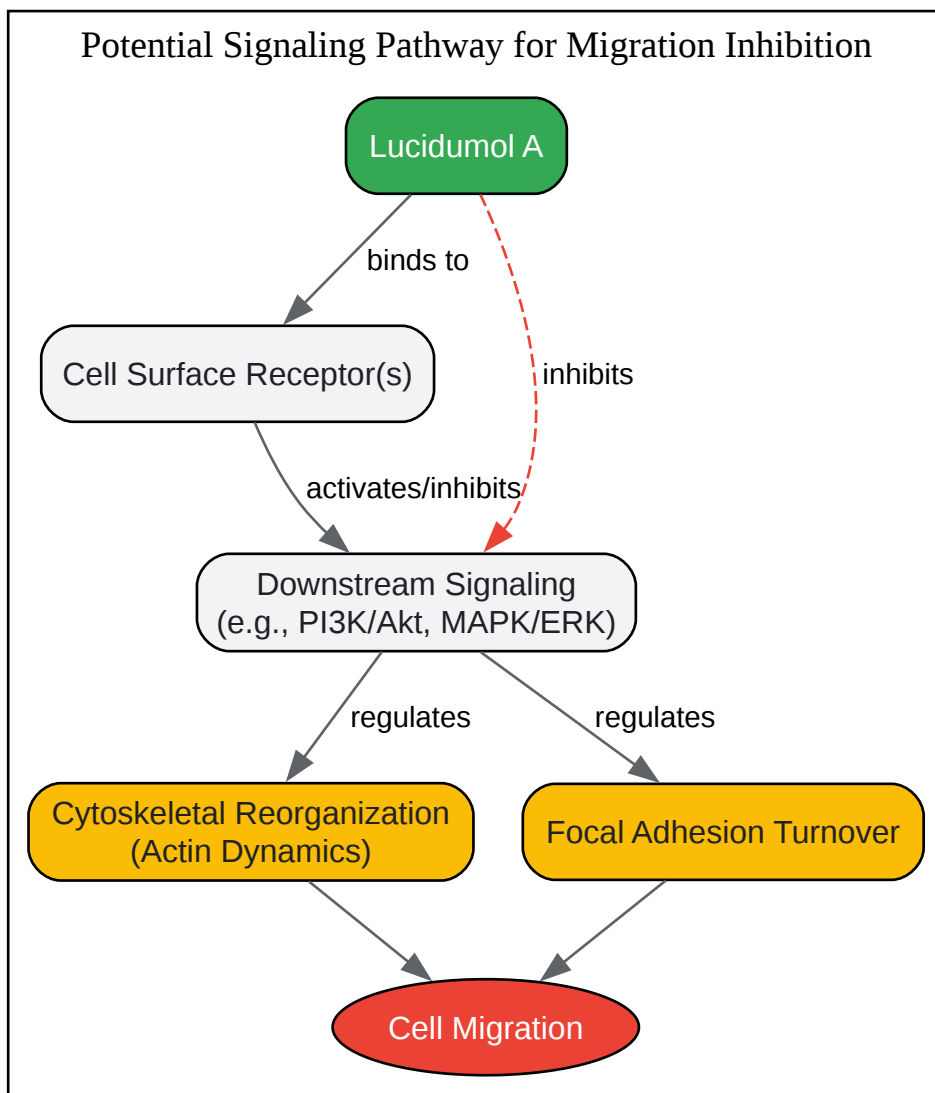 Potential Signaling Pathway for Migration Inhibition
Lucidumol A
binds to
Cell Surface Receptor(s)
inhibits
activates/inhibits
Downstream Signaling
(e.g., PI3K/Akt, MAPK/ERK)
regulates
regulates
Cytoskeletal Reorganization
(Actin Dynamics)
Focal Adhesion Turnover
Cell Migration